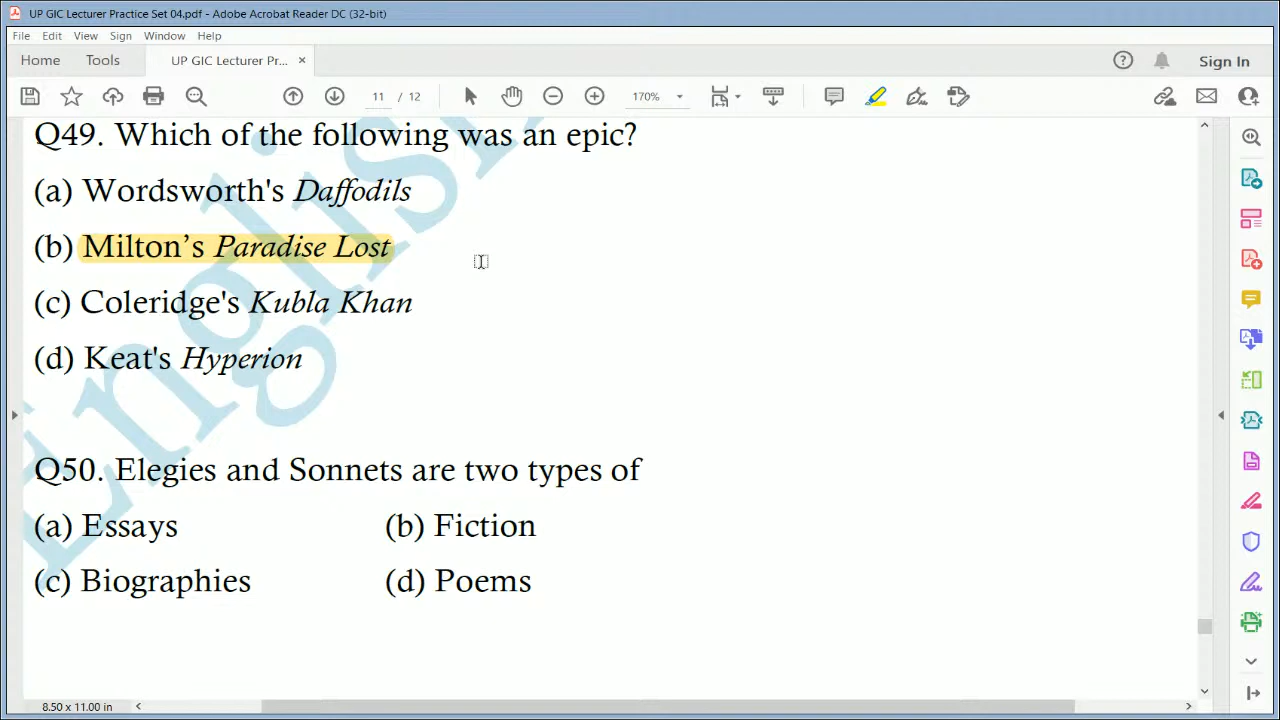 UP GIC Lecturer Practice Set 04.pdf - Adobe Acrobat Reader DC (32-bit)
File Edit View Sign Window Help
Home Tools UP GIC Lecturer Pr... × Sign In
11 / 12 170%
Q49. Which of the following was an epic?
(a) Wordsworth's Daffodils
(b) Milton’s Paradise Lost
(c) Coleridge's Kubla Khan
(d) Keat's Hyperion
Q50. Elegies and Sonnets are two types of
(a) Essays (b) Fiction
(c) Biographies (d) Poems
English
8.50 x 11.00 in